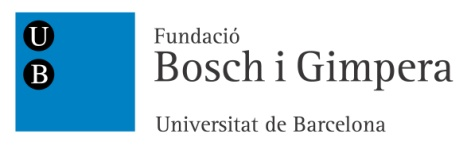 U
B
Fundació
Bosch i Gimpera
Universitat de Barcelona